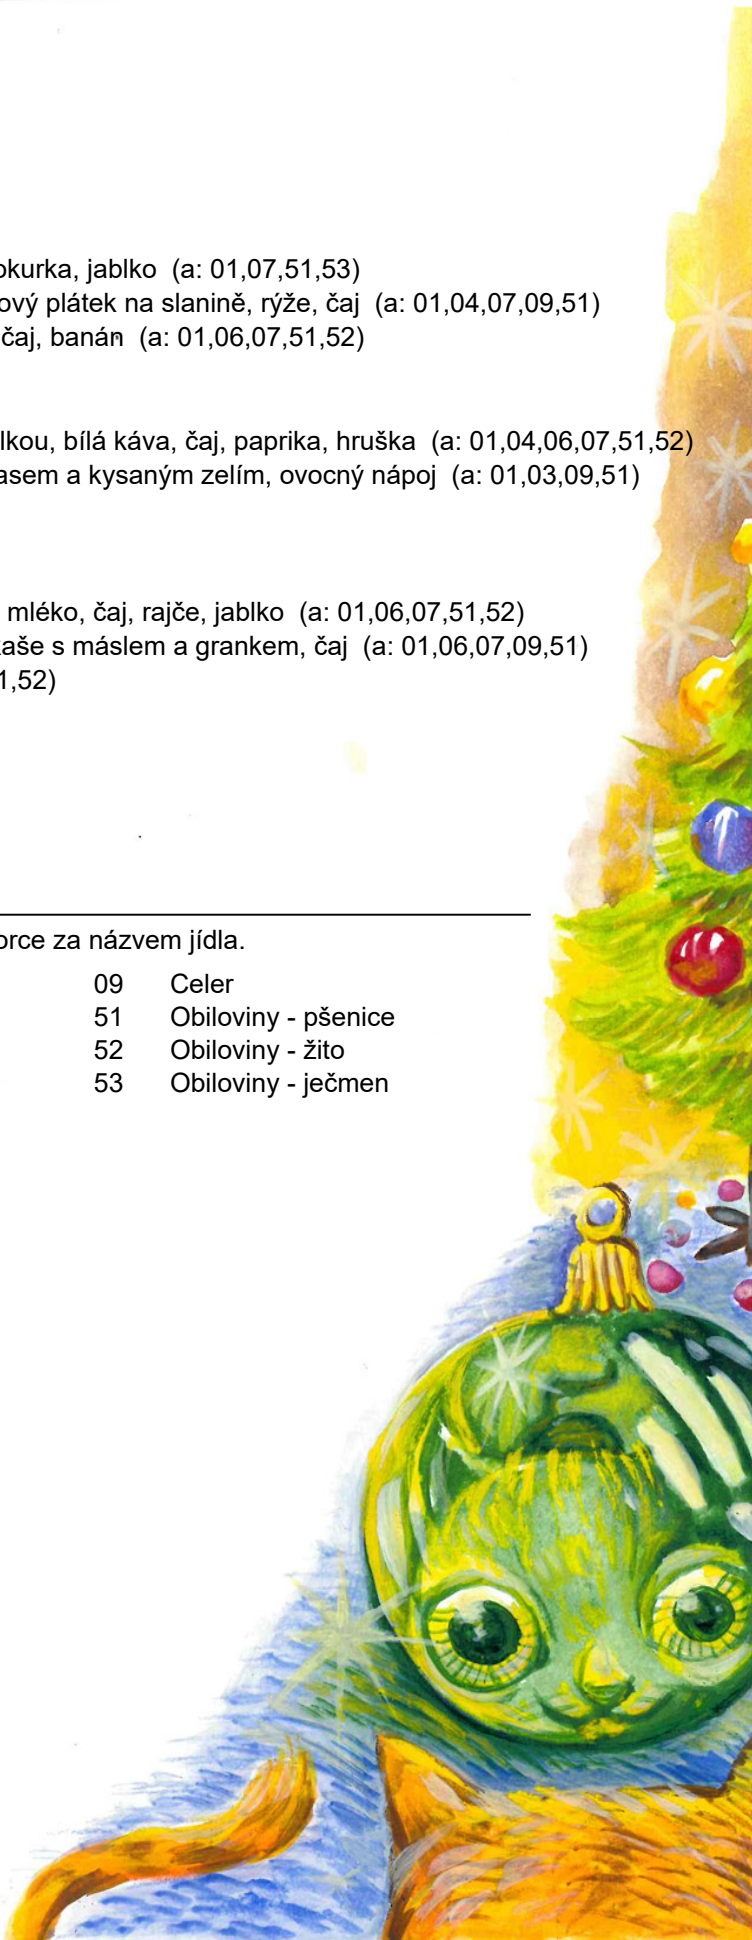 okurka, jablko (a: 01,07,51,53)
ový plátek na slanině, rýže, čaj (a: 01,04,07,09,51)
čaj, banán (a: 01,06,07,51,52)
lkou, bílá káva, čaj, paprika, hruška (a: 01,04,06,07,51,52)
asem a kysaným zelím, ovocný nápoj (a: 01,03,09,51)
mléko, čaj, rajče, jablko (a: 01,06,07,51,52)
kaše s máslem a grankem, čaj (a: 01,06,07,09,51)
1,52)
orce za názvem jídla.
09 Celer
51 Obiloviny - pšenice
52 Obiloviny - žito
53 Obiloviny - ječmen